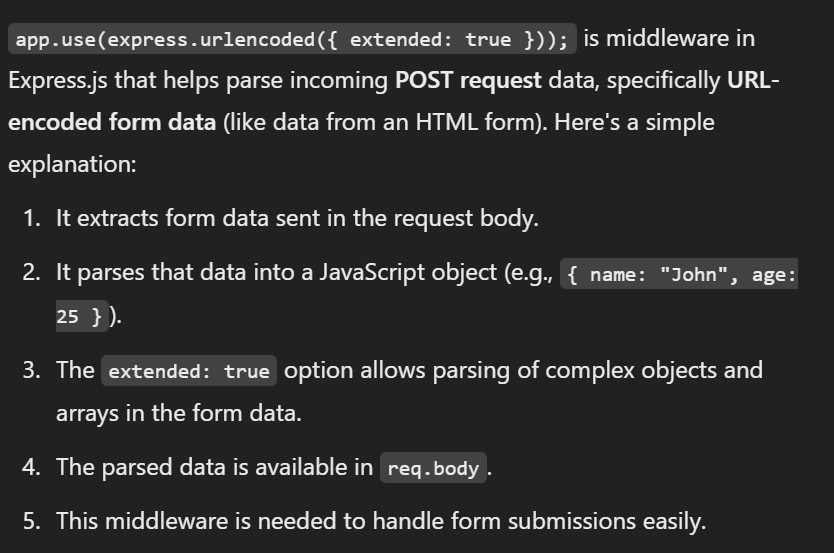 app.use(express.urlencoded({ extended: true })); is middleware in
Express.js that helps parse incoming POST request data, specifically URL-
encoded form data (like data from an HTML form). Here's a simple
explanation:
1. It extracts form data sent in the request body.
2. It parses that data into a JavaScript object (e.g., { name: "John", age:
25 }).
3. The extended: true option allows parsing of complex objects and
arrays in the form data.
4. The parsed data is available in req.body.
5. This middleware is needed to handle form submissions easily.